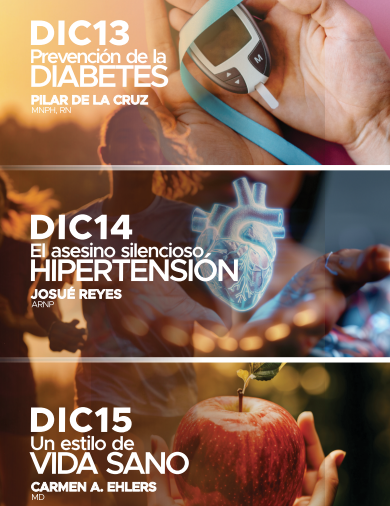 DIC13
Prevención de la
DIABETES
PILAR DE LA CRUZ
MNPH, RN
M
DIC14
El asesino silencioso
HIPERTENSIÓN
JOSUÉ REYES
ARNP
DIC15
Un estilo de
VIDA SANO
CARMEN A. EHLERS
MD